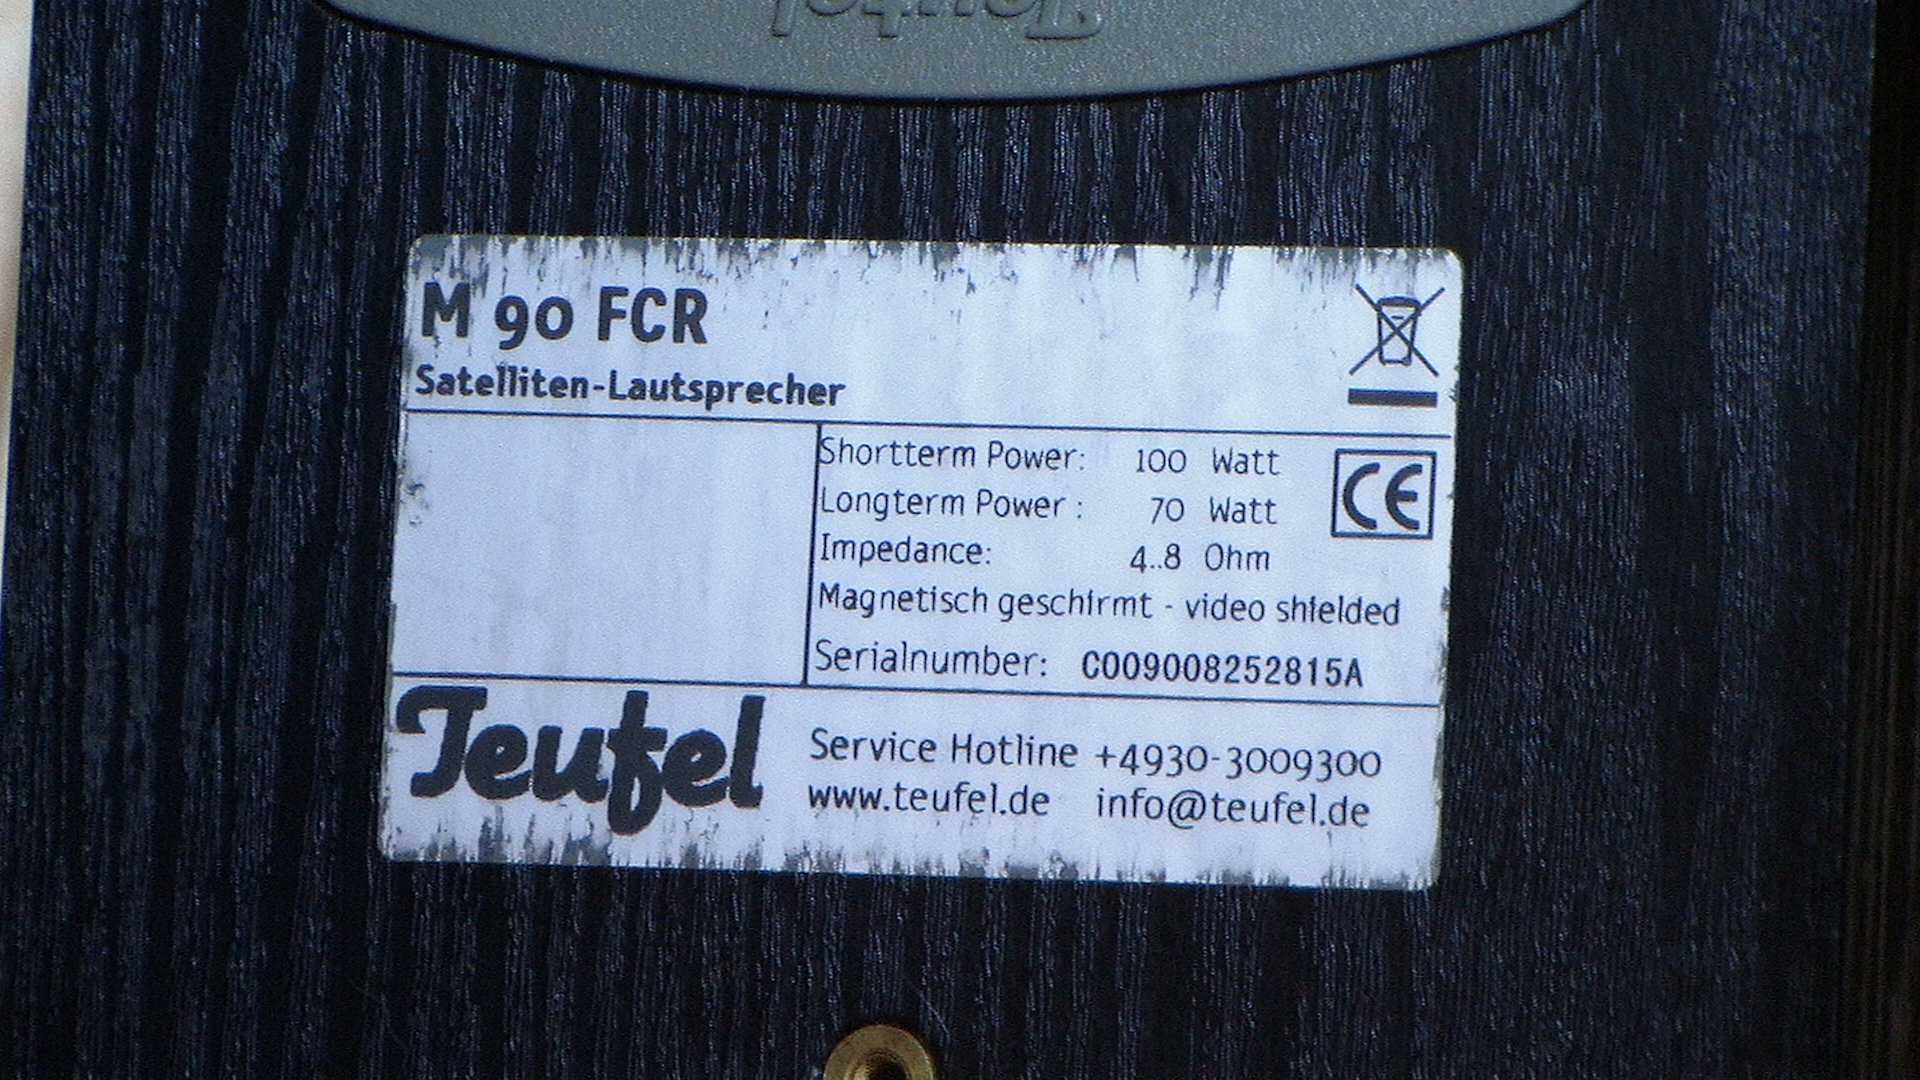 Teufel
M 90 FCR
Satelliten-Lautsprecher
Shortterm Power: 100 Watt
Longterm Power : 70 Watt
Impedance: 4..8 Ohm
CE
Magnetisch geschirmt - video shielded
Serialnumber: C009008252815A
Teufel
Service Hotline +4930-3009300
www.teufel.de info@teufel.de